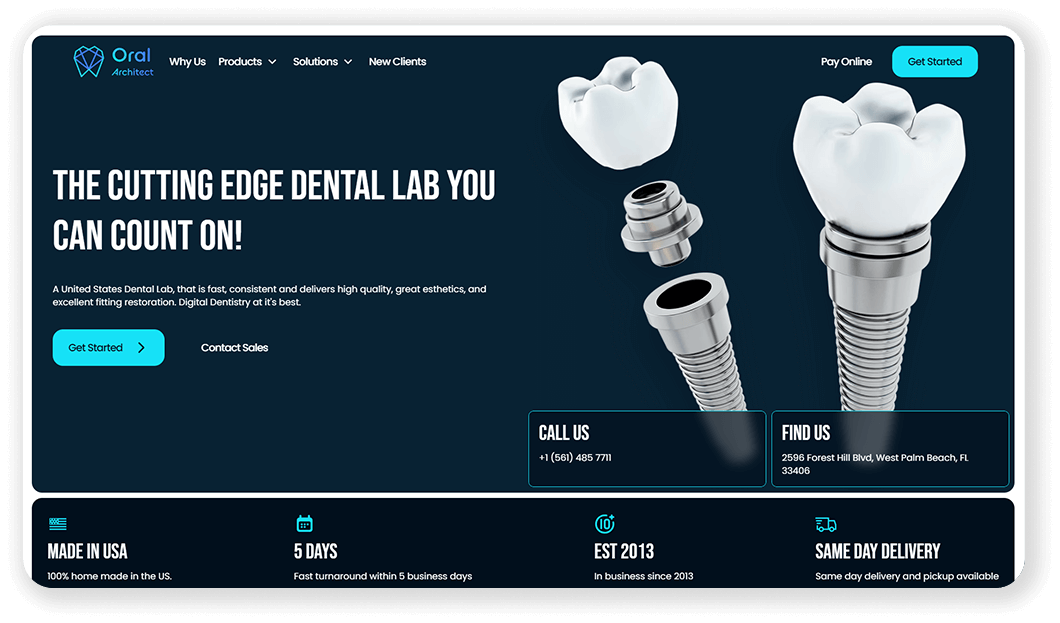 Oral
Architect
Why Us
Products
Solutions
New Clients
Pay Online
Get Started
THE CUTTING EDGE DENTAL LAB YOU
CAN COUNT ON!
A United States Dental Lab, that is fast, consistent and delivers high quality, great esthetics, and
excellent fitting restoration. Digital Dentistry at it's best.
Get Started
Contact Sales
CALL US
+1 (561) 485 7711
FIND US
2596 Forest Hill Blvd, West Palm Beach, FL
33406
MADE IN USA
100% home made in the US.
5 DAYS
Fast turnaround within 5 business days
10
EST 2013
In business since 2013
SAME DAY DELIVERY
Same day delivery and pickup available